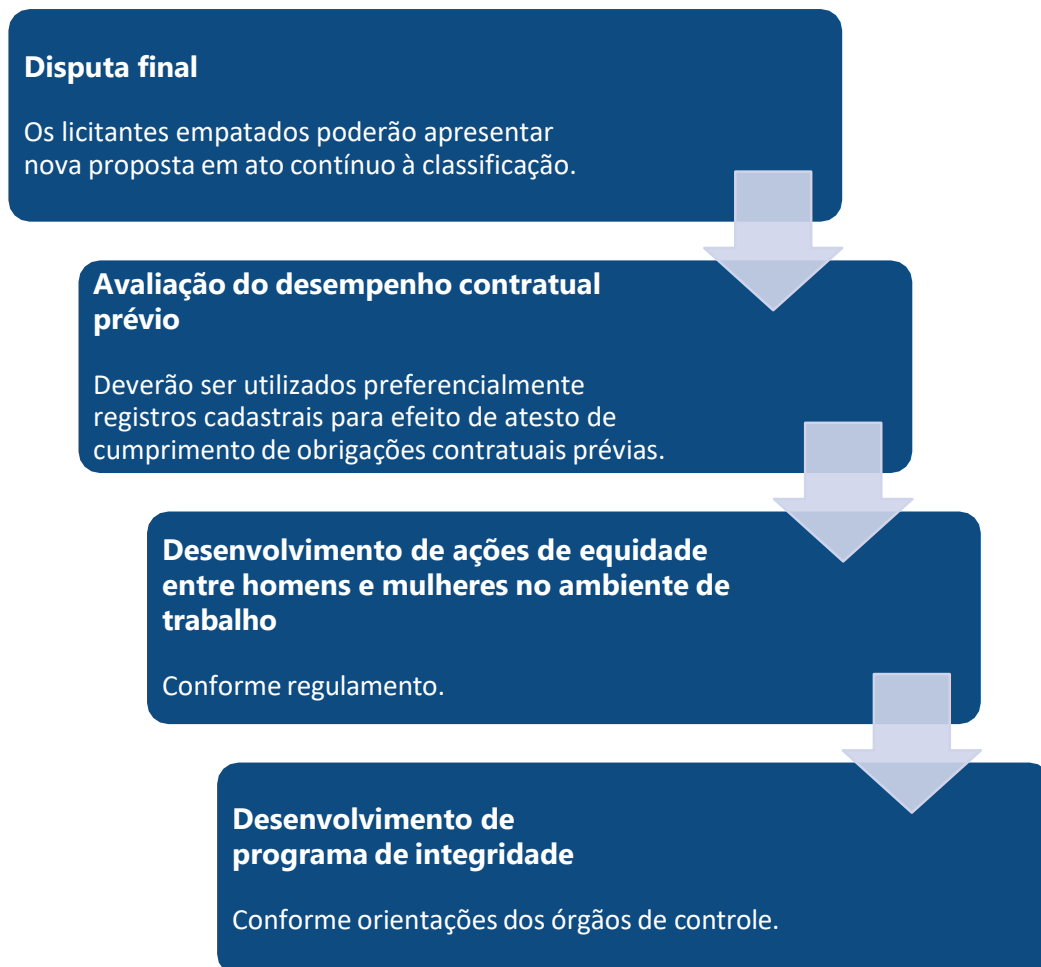 Disputa final
Os licitantes empatados poderão apresentar
nova proposta em ato contínuo à classificação.
Avaliação do desempenho contratual
prévio
Deverão ser utilizados preferencialmente
registros cadastrais para efeito de atesto de
cumprimento de obrigações contratuais prévias.
Desenvolvimento de ações de equidade
entre homens e mulheres no ambiente de
trabalho
Conforme regulamento.
Desenvolvimento de
programa de integridade
Conforme orientações dos órgãos de controle.